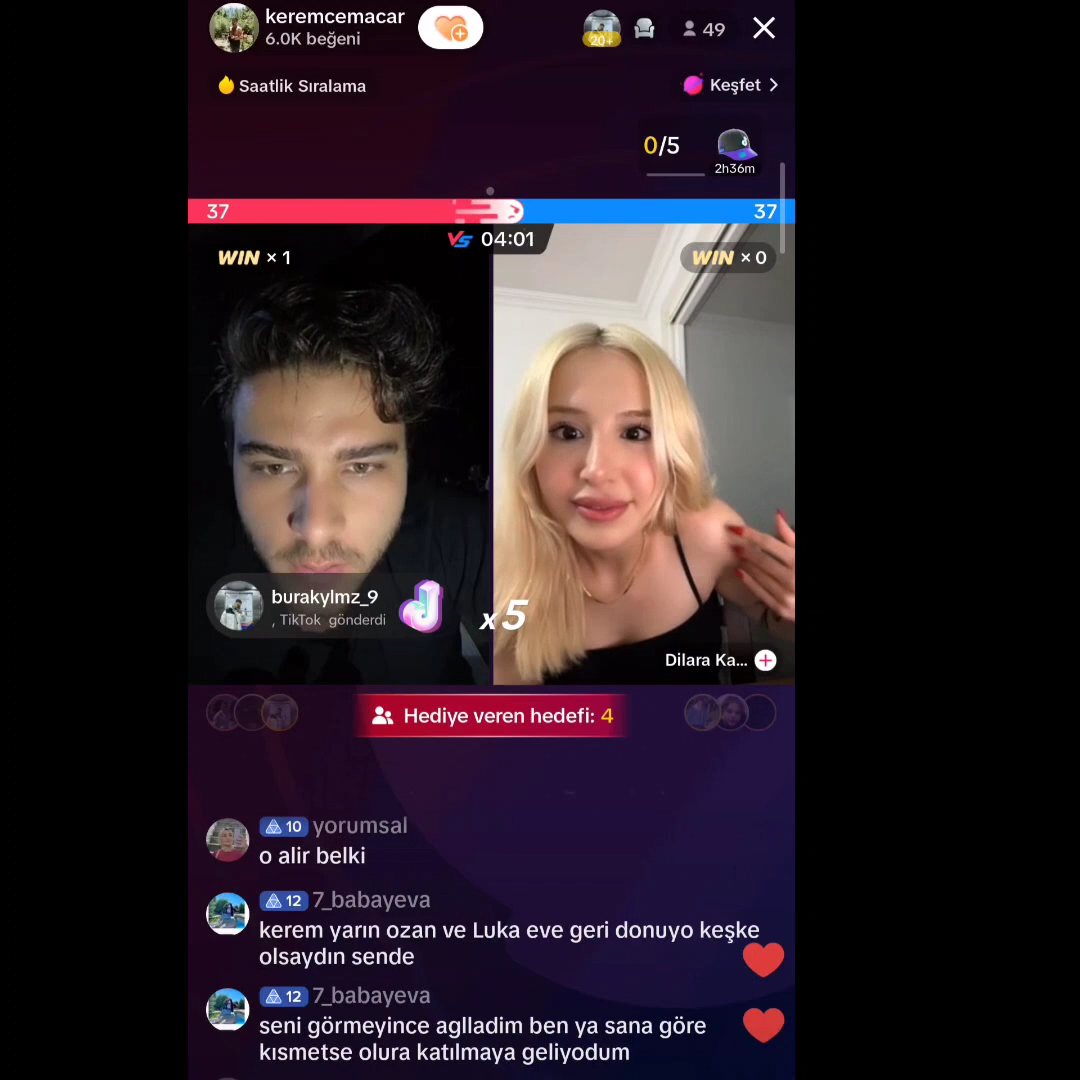 keremcemacar
6.0K beğeni
20+
49
Saatlik Sıralama
Keşfet
0/5
2h36m
37
37
VS 04:01
WIN × 1
WIN × 0
burakylmz_9
, TikTok gönderdi
x5
Dilara Ka...
Hediye veren hedefi: 4
10 yorumsal
o alir belki
12 7_babayeva
kerem yarın ozan ve Luka eve geri donuyo keşke
olsaydın sende
12 7_babayeva
seni görmeyince aglladim ben ya sana göre
kısmetse olura katılmaya geliyodum